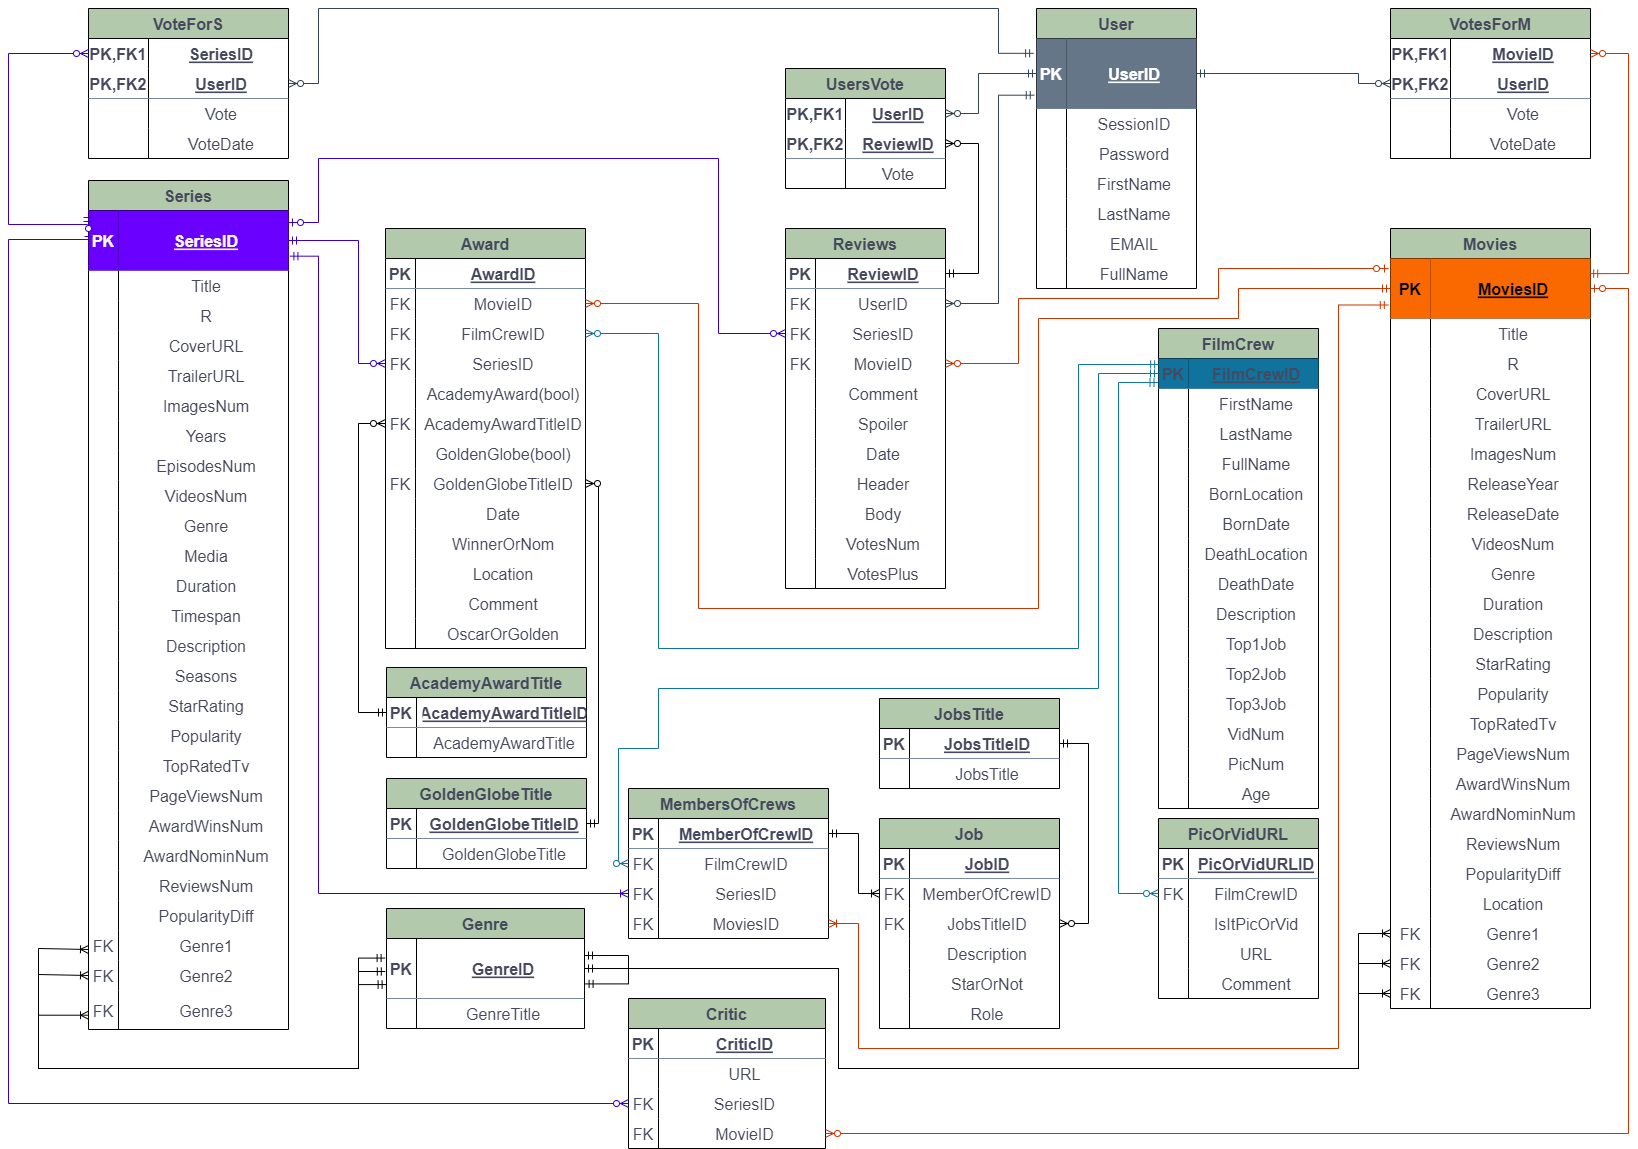 VoteForS
PK,FK1 SeriesID
PK,FK2 UserID
Vote
VoteDate
User
PK UserID
SessionID
Password
FirstName
LastName
EMAIL
FullName
VotesForM
PK,FK1 MovieID
PK,FK2 UserID
Vote
VoteDate
UsersVote
PK,FK1 UserID
PK,FK2 ReviewID
Vote
Series
PK SeriesID
Title
R
CoverURL
TrailerURL
ImagesNum
Years
EpisodesNum
VideosNum
Genre
Media
Duration
Timespan
Description
Seasons
StarRating
Popularity
TopRatedTv
PageViewsNum
AwardWinsNum
AwardNominNum
ReviewsNum
PopularityDiff
FK Genre1
FK Genre2
FK Genre3
Award
PK AwardID
FK MovieID
FK FilmCrewID
FK SeriesID
AcademyAward(bool)
FK AcademyAwardTitleID
GoldenGlobe(bool)
FK GoldenGlobeTitleID
Date
WinnerOrNom
Location
Comment
OscarOrGolden
Reviews
PK ReviewID
FK UserID
FK SeriesID
FK MovieID
Comment
Spoiler
Date
Header
Body
VotesNum
VotesPlus
Movies
PK MoviesID
Title
R
CoverURL
TrailerURL
ImagesNum
ReleaseYear
ReleaseDate
VideosNum
Genre
Duration
Description
StarRating
Popularity
TopRatedTv
PageViewsNum
AwardWinsNum
AwardNominNum
ReviewsNum
PopularityDiff
Location
FK Genre1
FK Genre2
FK Genre3
FilmCrew
PK FilmCrewID
FirstName
LastName
FullName
BornLocation
BornDate
DeathLocation
DeathDate
Description
Top1Job
Top2Job
Top3Job
VidNum
PicNum
Age
AcademyAwardTitle
PK AcademyAwardTitleID
AcademyAwardTitle
GoldenGlobeTitle
PK GoldenGlobeTitleID
GoldenGlobeTitle
JobsTitle
PK JobsTitleID
JobsTitle
MembersOfCrews
PK MemberOfCrewID
FK FilmCrewID
FK SeriesID
FK MoviesID
Job
PK JobID
FK MemberOfCrewID
FK JobsTitleID
Description
StarOrNot
Role
PicOrVidURL
PK PicOrVidURLID
FK FilmCrewID
IsItPicOrVid
URL
Comment
Genre
PK GenreID
GenreTitle
Critic
PK CriticID
URL
FK SeriesID
FK MovieID